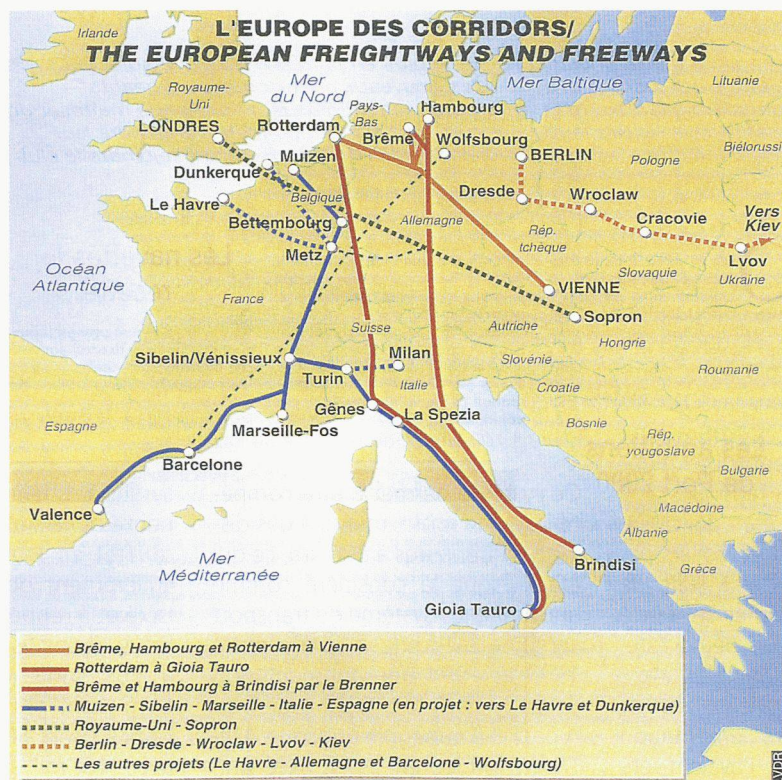 L'EUROPE DES CORRIDORS/
THE EUROPEAN FREIGHTWAYS AND FREEWAYS
Irlande
Mer
du Nord
Mer Baltique
Lituanie
Royaume-
Uni
Pays-
Bas
Hambourg
LONDRES
Rotterdam
Brême
Wolfsbourg
Muizen
Dunkerque
BERLIN
Pologne
Biélorussi
Belgique
Le Havre
Dresde
Wroclaw
Vers
Kiev
Bettembourg
Allemagne
Cracovie
Metz
Rép.
tchèque
Lvov
Océan
Atlantique
Slovaquie
Ukraine
France
VIENNE
Sopron
Suisse
Autriche
Hongrie
Sibelin/Vénissieux
Milan
Slovénie
Turin
Italie
Croatie
Roumanie
Gênes
La Spezia
Espagne
Marseille-Fos
Bosnie
Rép.
yougoslave
Barcelone
Bulgarie
Valence
Macédoine
Albanie
Mer
Méditerranée
Brindisi
Grèce
Gioia Tauro
Brême, Hambourg et Rotterdam à Vienne
Rotterdam à Gioia Tauro
Brême et Hambourg à Brindisi par le Brenner
Muizen - Sibelin - Marseille - Italie - Espagne (en projet : vers Le Havre et Dunkerque)
Royaume-Uni - Sopron
Berlin - Dresde - Wroclaw - Lvov - Kiev
Les autres projets (Le Havre - Allemagne et Barcelone - Wolfsbourg)